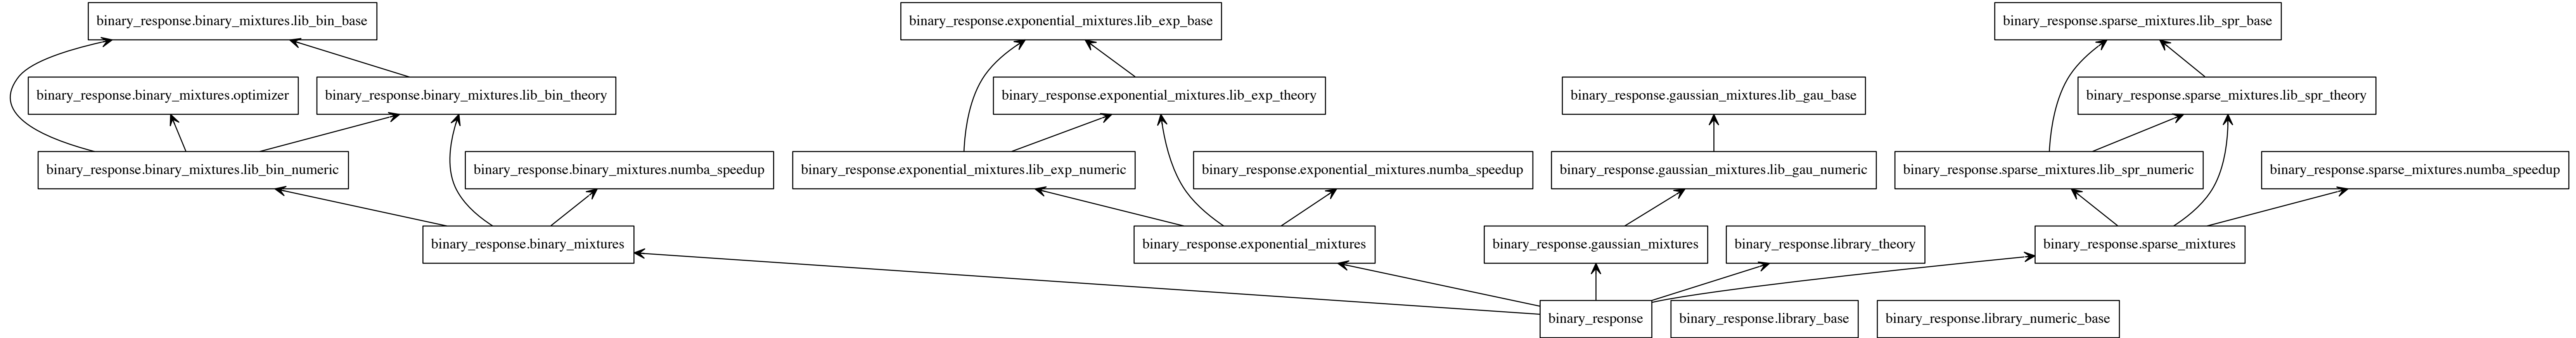 binary_response.binary_mixtures.lib_bin_base
binary_response.exponential_mixtures.lib_exp_base
binary_response.sparse_mixtures.lib_spr_base
binary_response.binary_mixtures.optimizer
binary_response.binary_mixtures.lib_bin_theory
binary_response.exponential_mixtures.lib_exp_theory
binary_response.gaussian_mixtures.lib_gau_base
binary_response.sparse_mixtures.lib_spr_theory
binary_response.binary_mixtures.lib_bin_numeric
binary_response.binary_mixtures.numba_speedup
binary_response.exponential_mixtures.lib_exp_numeric
binary_response.exponential_mixtures.numba_speedup
binary_response.gaussian_mixtures.lib_gau_numeric
binary_response.sparse_mixtures.lib_spr_numeric
binary_response.sparse_mixtures.numba_speedup
binary_response.binary_mixtures
binary_response.exponential_mixtures
binary_response.gaussian_mixtures
binary_response.library_theory
binary_response.sparse_mixtures
binary_response
binary_response.library_base
binary_response.library_numeric_base